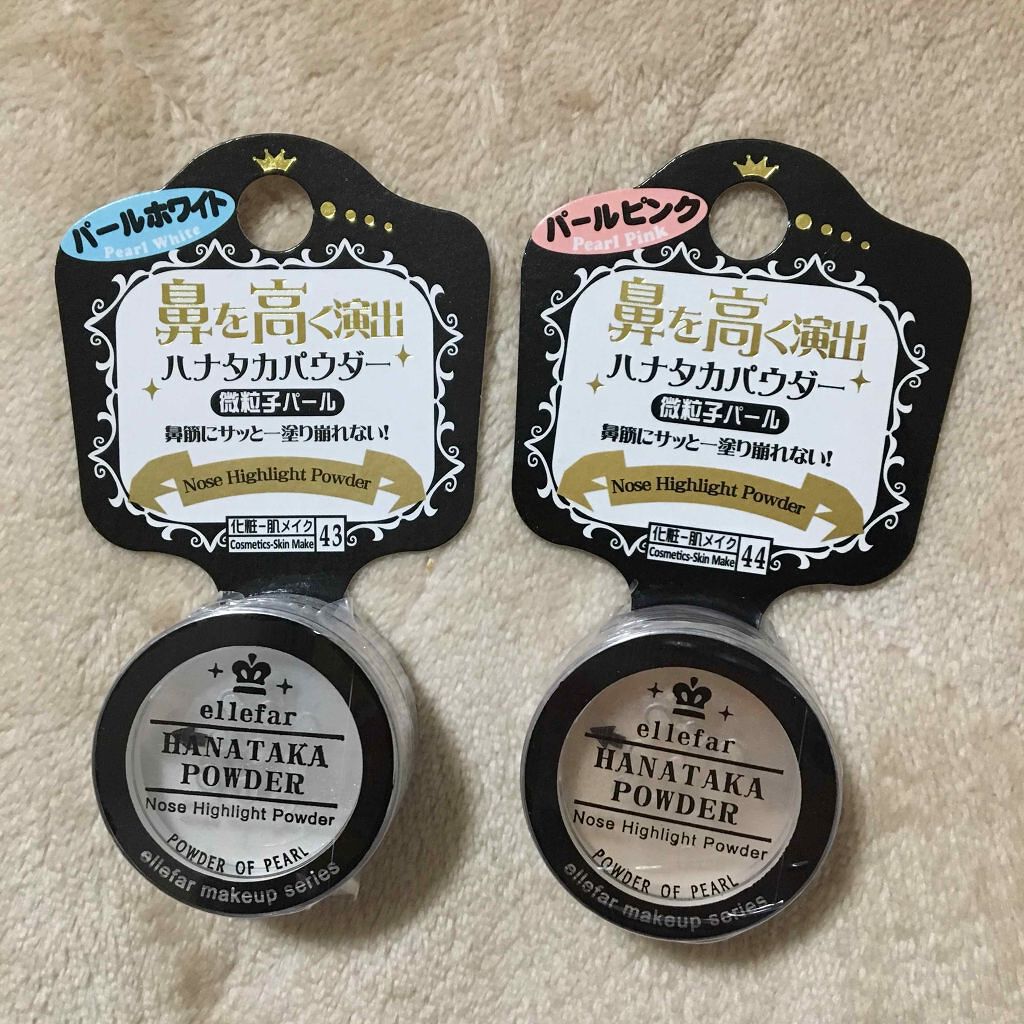 パールホワイト
Pearl White
鼻を高く演出
ハナタカパウダー
微粒子パール
鼻筋にサッと一塗り崩れない!
Nose Highlight Powder
化粧-肌メイク
Cosmetics-Skin Make
43
ellefar
HANATAKA
POWDER
Nose Highlight Powder
POWDER OF PEARL
ellefar makeup series
パールピンク
Pearl Pink
鼻を高く演出
ハナタカパウダー
微粒子パール
鼻筋にサッと一塗り崩れない!
Nose Highlight Powder
化粧-肌メイク
Cosmetics-Skin Make
44
ellefar
HANATAKA
POWDER
Nose Highlight Powder
POWDER OF PEARL
ellefar makeup series